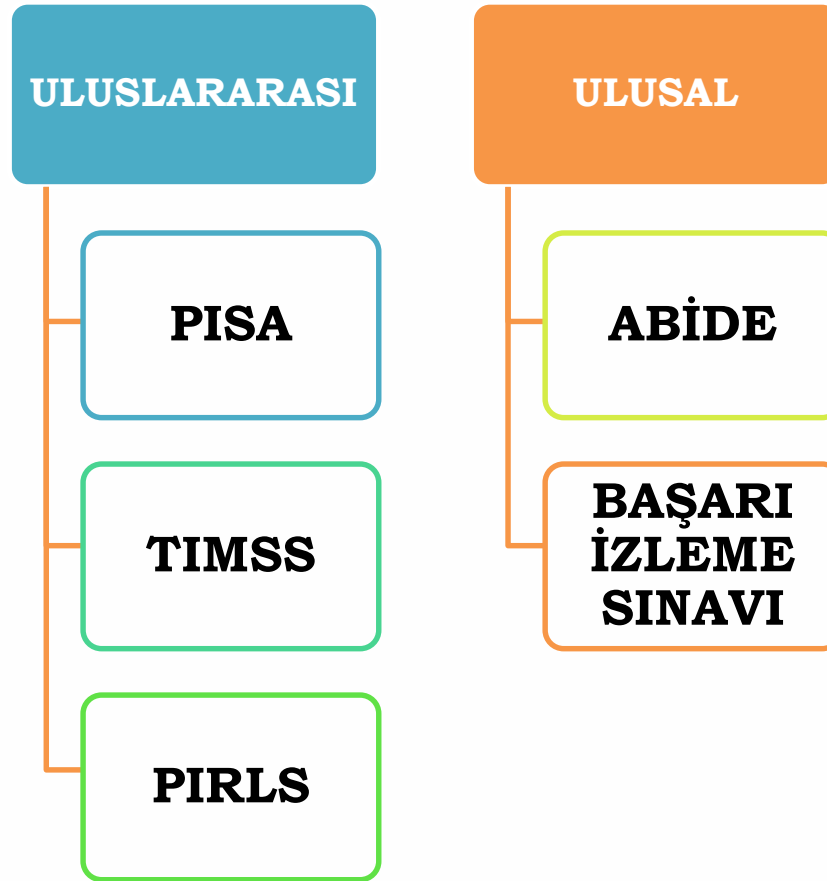 ULUSLARARASI
PISA
TIMSS
PIRLS
ULUSAL
ABİDE
BAŞARI
İZLEME
SINAVI